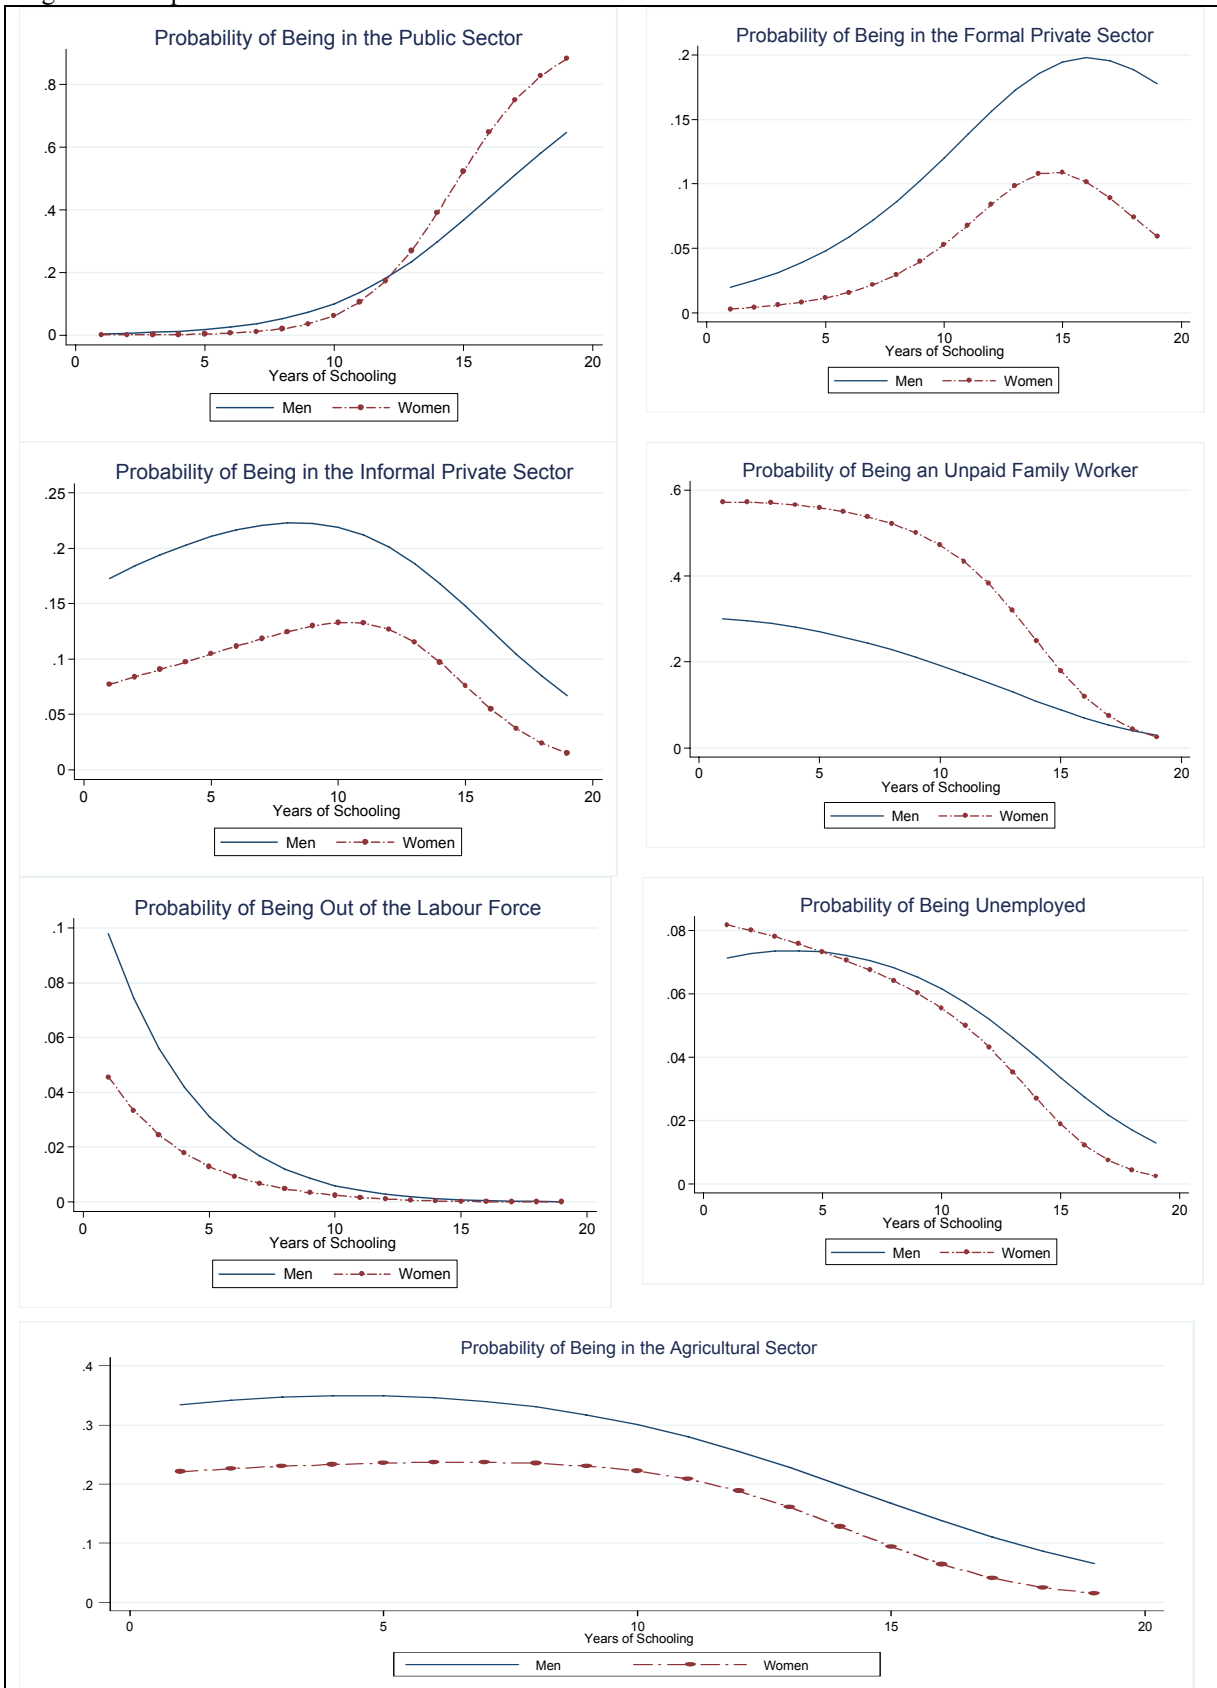 Probability of Being in the Public Sector
.8
.6
.4
.2
0
0 5 10 15 20
Years of Schooling
Men Women
Probability of Being in the Formal Private Sector
.2
.15
.1
.05
0
0 5 10 15 20
Years of Schooling
Men Women
Probability of Being in the Informal Private Sector
.25
.2
.15
.1
.05
0
0 5 10 15 20
Years of Schooling
Men Women
Probability of Being an Unpaid Family Worker
.6
.4
.2
0
0 5 10 15 20
Years of Schooling
Men Women
Probability of Being Out of the Labour Force
.1
.08
.06
.04
.02
0
0 5 10 15 20
Years of Schooling
Men Women
Probability of Being Unemployed
.08
.06
.04
.02
0
0 5 10 15 20
Years of Schooling
Men Women
Probability of Being in the Agricultural Sector
.4
.3
.2
.1
0
0 5 10 15 20
Years of Schooling
Men Women